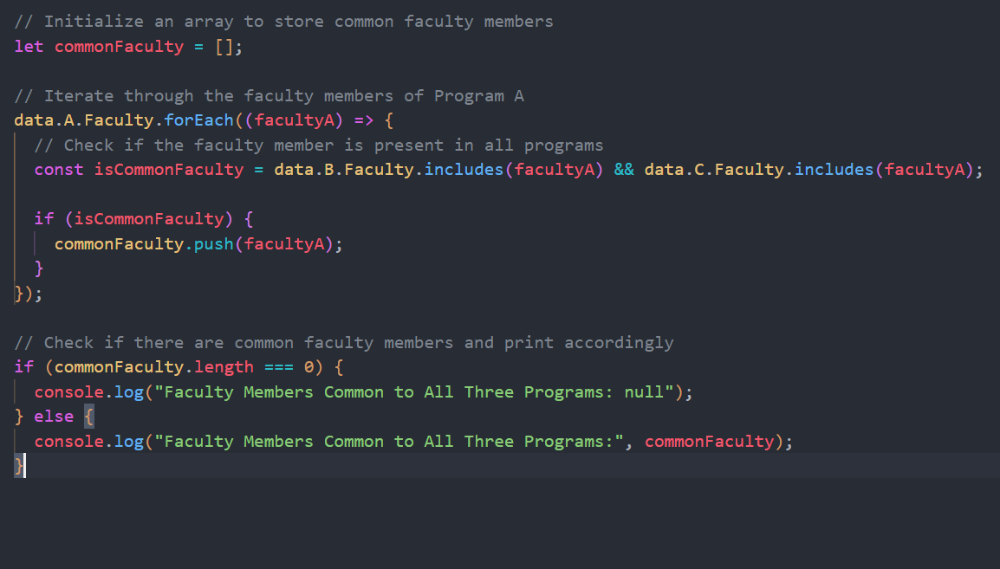 // Initialize an array to store common faculty members
let commonFaculty = [];
// Iterate through the faculty members of Program A
data.A.Faculty.forEach((facultyA) => {
  // Check if the faculty member is present in all programs
  const isCommonFaculty = data.B.Faculty.includes(facultyA) && data.C.Faculty.includes(facultyA);
  if (isCommonFaculty) {
    commonFaculty.push(facultyA);
  }
});
// Check if there are common faculty members and print accordingly
if (commonFaculty.length === 0) {
  console.log("Faculty Members Common to All Three Programs: null");
} else {
  console.log("Faculty Members Common to All Three Programs:", commonFaculty);
}